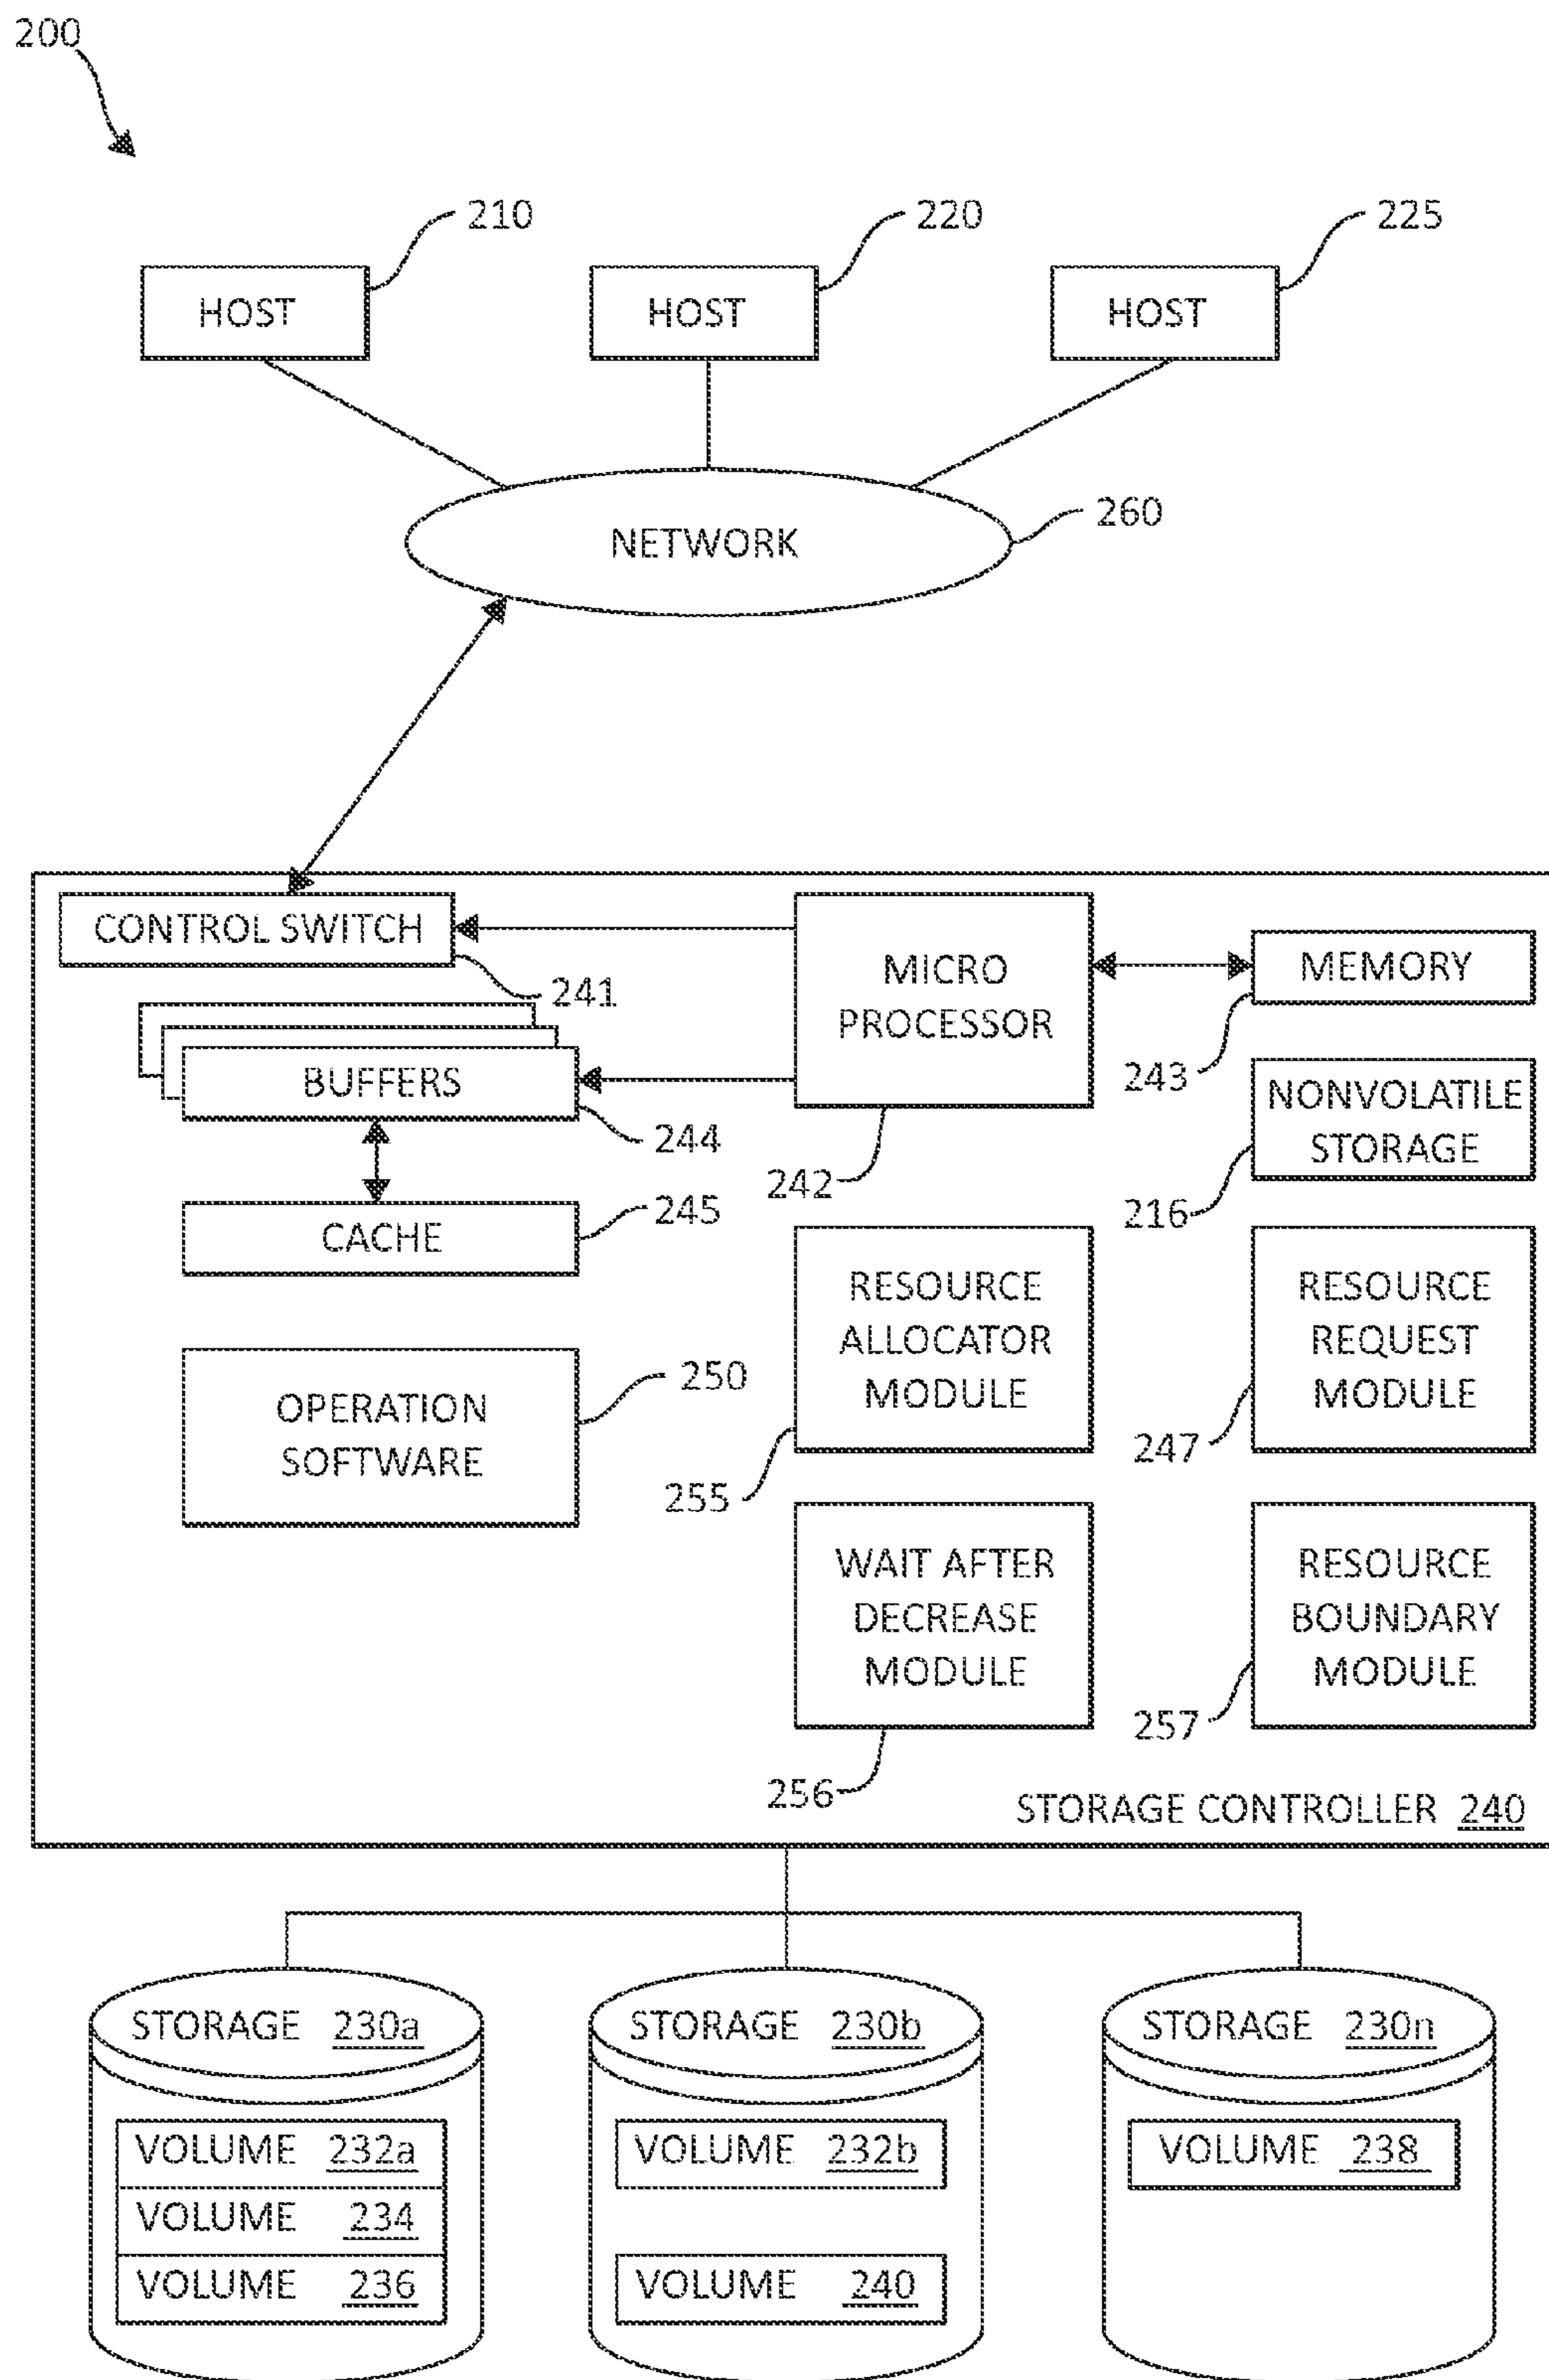 200
210
220
225
HOST
HOST
HOST
260
NETWORK
CONTROL SWITCH
241
MICRO
PROCESSOR
242
MEMORY
243
BUFFERS
244
NONVOLATILE
STORAGE
216
CACHE
245
RESOURCE
ALLOCATOR
MODULE
255
RESOURCE
REQUEST
MODULE
247
OPERATION
SOFTWARE
250
WAIT AFTER
DECREASE
MODULE
256
RESOURCE
BOUNDARY
MODULE
257
STORAGE CONTROLLER 240
STORAGE 230a
VOLUME 232a
VOLUME 234
VOLUME 236
STORAGE 230b
VOLUME 232b
VOLUME 240
STORAGE 230n
VOLUME 238